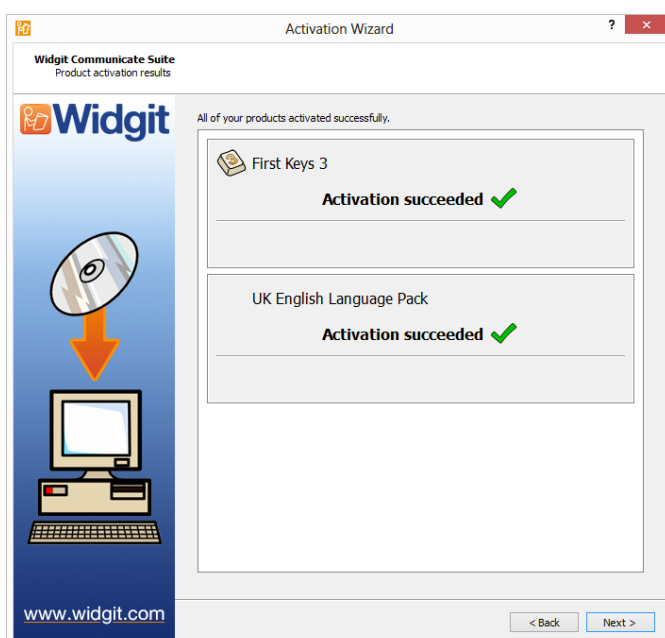 Activation Wizard
?
Widgit Communicate Suite
Product activation results
Widgit
All of your products activated successfully.
3
First Keys 3
Activation succeeded
UK English Language Pack
Activation succeeded
www.widgit.com
< Back
Next >